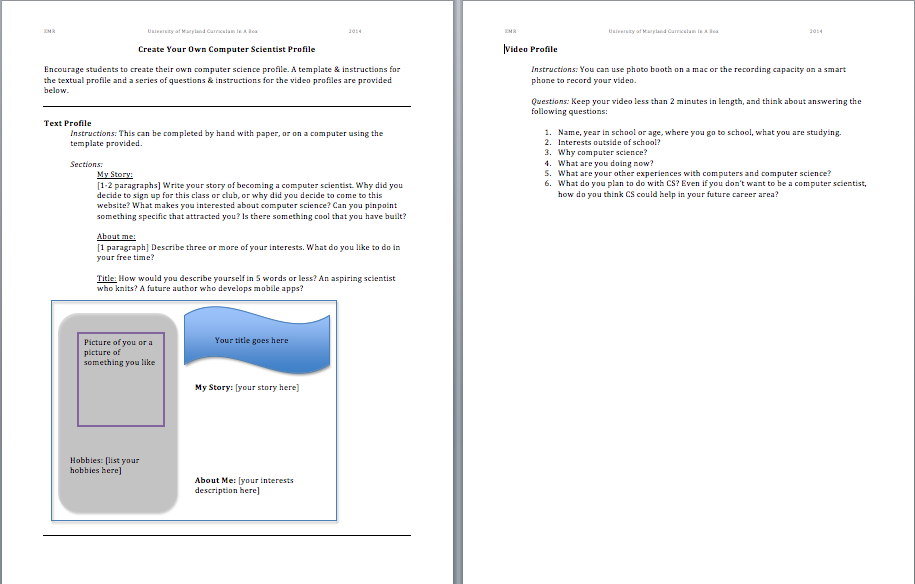 EMS University of Maryland Curriculum in A Box 2014
Create Your Own Computer Scientist Profile
Encourage students to create their own computer science profile. A template & instructions for
the textual profile and a series of questions & instructions for the video profiles are provided
below.
Text Profile
Instructions: This can be completed by hand with paper, or on a computer using the
template provided.
Sections:
My Story:
[1-2 paragraphs] Write your story of becoming a computer scientist. Why did you
decide to sign up for this class or club, or why did you decide to come to this
website? What makes you interested about computer science? Can you pinpoint
something specific that attracted you? Is there something cool that you have built?
About me:
[1 paragraph] Describe three or more of your interests. What do you like to do in
your free time?
Title: How would you describe yourself in 5 words or less? An aspiring scientist
who knits? A future author who develops mobile apps?
Picture of you or a
picture of
something you like
Hobbies: [list your
hobbies here]
Your title goes here
My Story: [your story here]
About Me: [your interests
description here]
EMS University of Maryland Curriculum in A Box 2014
Video Profile
Instructions: You can use photo booth on a mac or the recording capacity on a smart
phone to record your video.
Questions: Keep your video less than 2 minutes in length, and think about answering the
following questions:
1. Name, year in school or age, where you go to school, what you are studying.
2. Interests outside of school?
3. Why computer science?
4. What are you doing now?
5. What are your other experiences with computers and computer science?
6. What do you plan to do with CS? Even if you don't want to be a computer scientist,
how do you think CS could help in your future career area?